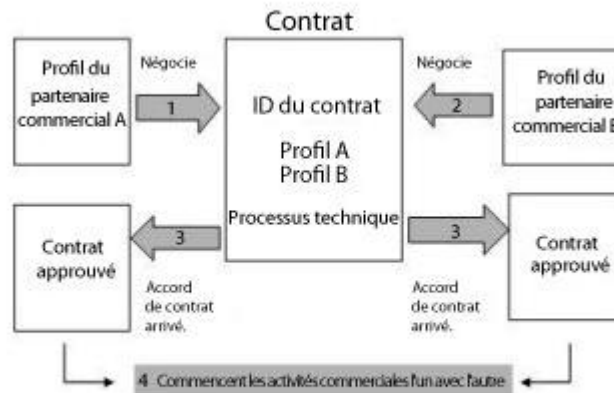 Contrat
Profil du
partenaire
commercial A
Négocie
1
ID du contrat
Profil A
Profil B
Processus technique
Négocie
2
Profil du
partenaire
commercial
Contrat
approuvé
3
Accord
de contrat
arrivé.
3
Accord
de contrat
arrivé.
Contrat
approuvé
4 Commencent les activités commerciales l'un avec l'autre